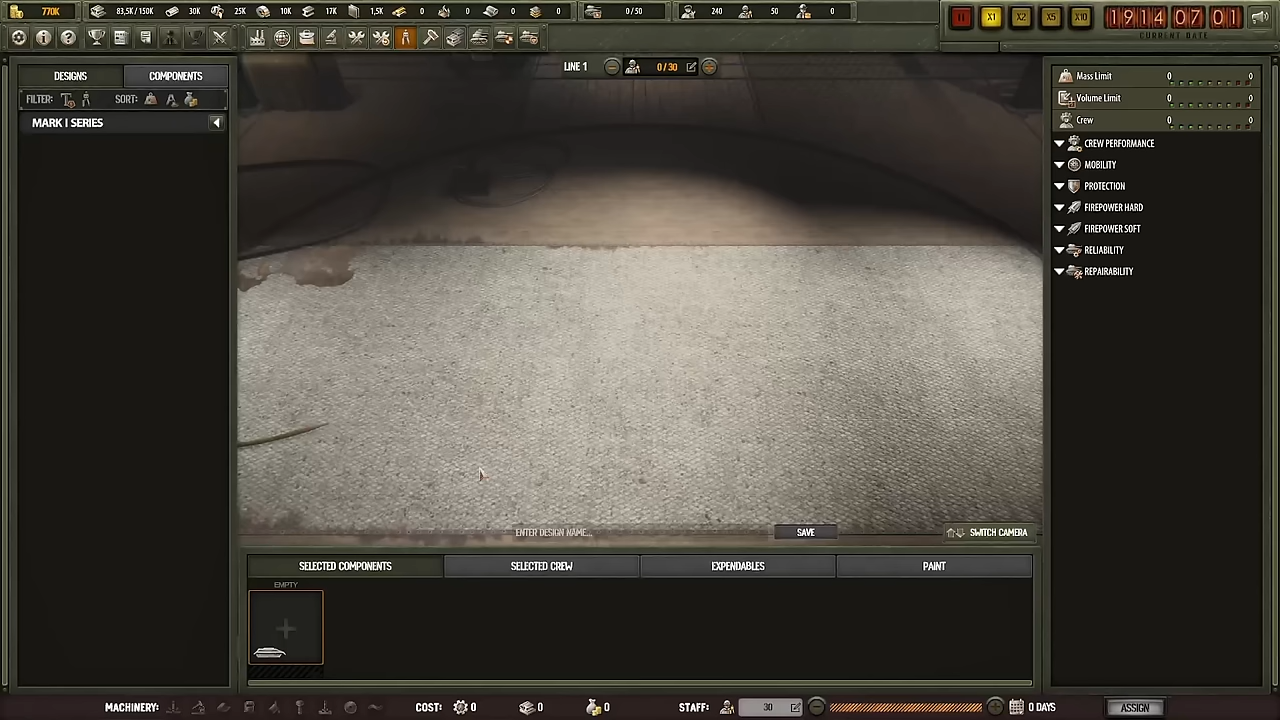 770K 83,5K / 150K 30K 25K 10K 17K 1,5K 0 0 0 0 0/50 240 50 0
X1 X2 X5 X10 1914 07 01
CURRENT DATE
DESIGNS COMPONENTS
FILTER: SORT:
MARK I SERIES
LINE 1 0 / 30
Mass Limit 0 0
Volume Limit 0 0
Crew 0 0
CREW PERFORMANCE
MOBILITY
PROTECTION
FIREPOWER HARD
FIREPOWER SOFT
RELIABILITY
REPAIRABILITY
ENTER DESIGN NAME... SAVE SWITCH CAMERA
SELECTED COMPONENTS SELECTED CREW EXPENDABLES PAINT
EMPTY
MACHINERY: COST: 0 0 0 STAFF: 30 0 DAYS ASSIGN